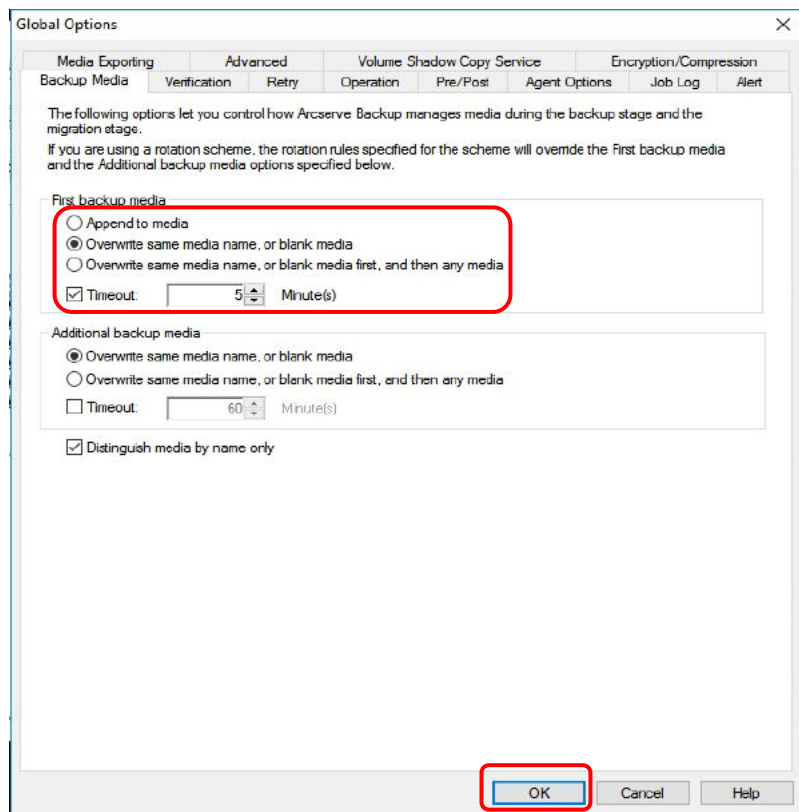 Global Options
Media Exporting Advanced Volume Shadow Copy Service Encryption/Compression
Backup Media Verification Retry Operation Pre/Post Agent Options Job Log Alert
The following options let you control how Arcserve Backup manages media during the backup stage and the
migration stage.
If you are using a rotation scheme, the rotation rules specified for the scheme will override the First backup media
and the Additional backup media options specified below.
First backup media
Append to media
Overwrite same media name, or blank media
Overwrite same media name, or blank media first, and then any media
Timeout: 5 Minute(s)
Additional backup media
Overwrite same media name, or blank media
Overwrite same media name, or blank media first, and then any media
Timeout: 60 Minute(s)
Distinguish media by name only
OK Cancel Help